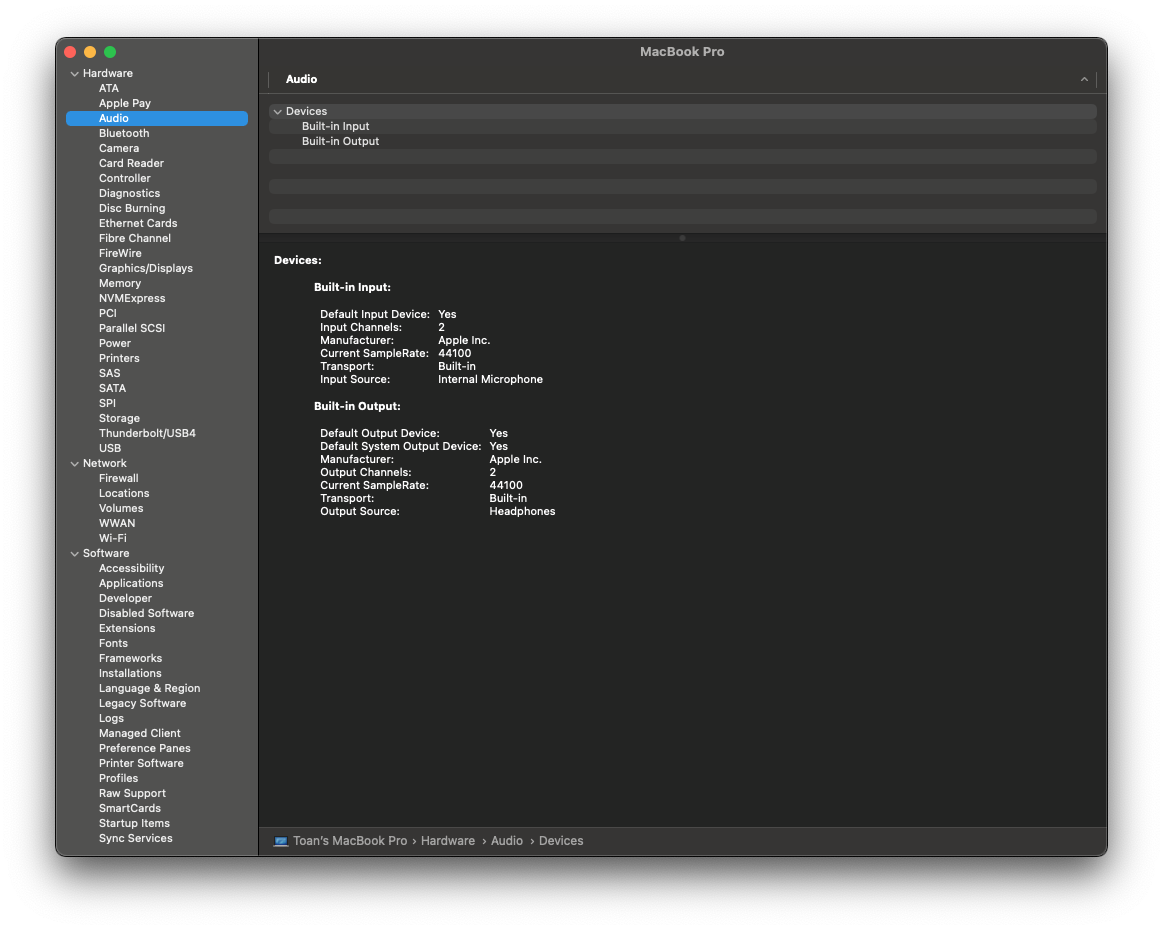 MacBook Pro
Hardware
ATA
Apple Pay
Audio
Bluetooth
Camera
Card Reader
Controller
Diagnostics
Disc Burning
Ethernet Cards
Fibre Channel
FireWire
Graphics/Displays
Memory
NVMExpress
PCI
Parallel SCSI
Power
Printers
SAS
SATA
SPI
Storage
Thunderbolt/USB4
USB
Network
Firewall
Locations
Volumes
WWAN
Wi-Fi
Software
Accessibility
Applications
Developer
Disabled Software
Extensions
Fonts
Frameworks
Installations
Language & Region
Legacy Software
Logs
Managed Client
Preference Panes
Printer Software
Profiles
Raw Support
SmartCards
Startup Items
Sync Services
Audio
Devices
Built-in Input
Built-in Output
Devices:
Built-in Input:
Default Input Device: Yes
Input Channels: 2
Manufacturer: Apple Inc.
Current SampleRate: 44100
Transport: Built-in
Input Source: Internal Microphone
Built-in Output:
Default Output Device: Yes
Default System Output Device: Yes
Manufacturer: Apple Inc.
Output Channels: 2
Current SampleRate: 44100
Transport: Built-in
Output Source: Headphones
Toan's MacBook Pro › Hardware › Audio › Devices